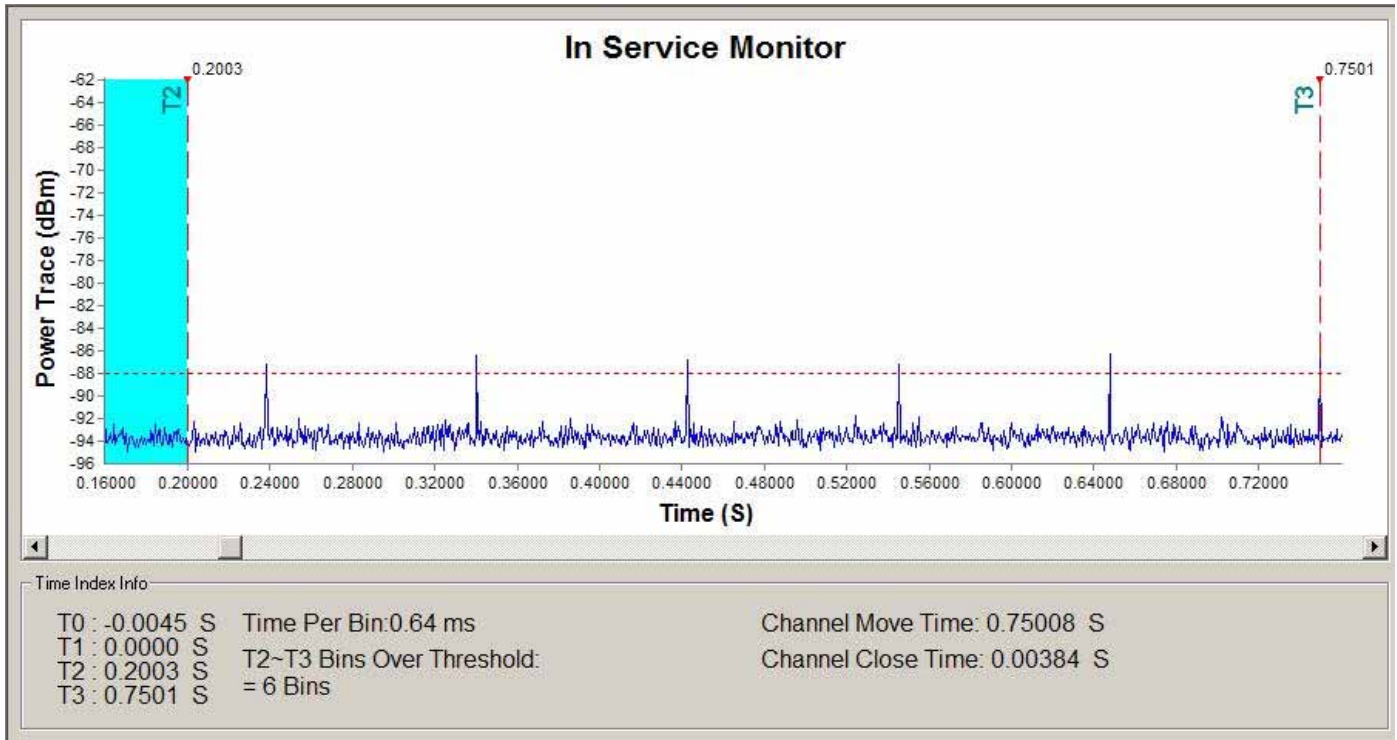 In Service Monitor
0.2003
0.7501
T2
T3
Power Trace (dBm)
-62
-64
-66
-68
-70
-72
-74
-76
-78
-80
-82
-84
-86
-88
-90
-92
-94
-96
0.16000 0.20000 0.24000 0.28000 0.32000 0.36000 0.40000 0.44000 0.48000 0.52000 0.56000 0.60000 0.64000 0.68000 0.72000
Time (S)
Time Index Info
T0 : -0.0045 S
T1 : 0.0000 S
T2 : 0.2003 S
T3 : 0.7501 S
Time Per Bin:0.64 ms
T2~T3 Bins Over Threshold:
= 6 Bins
Channel Move Time: 0.75008 S
Channel Close Time: 0.00384 S